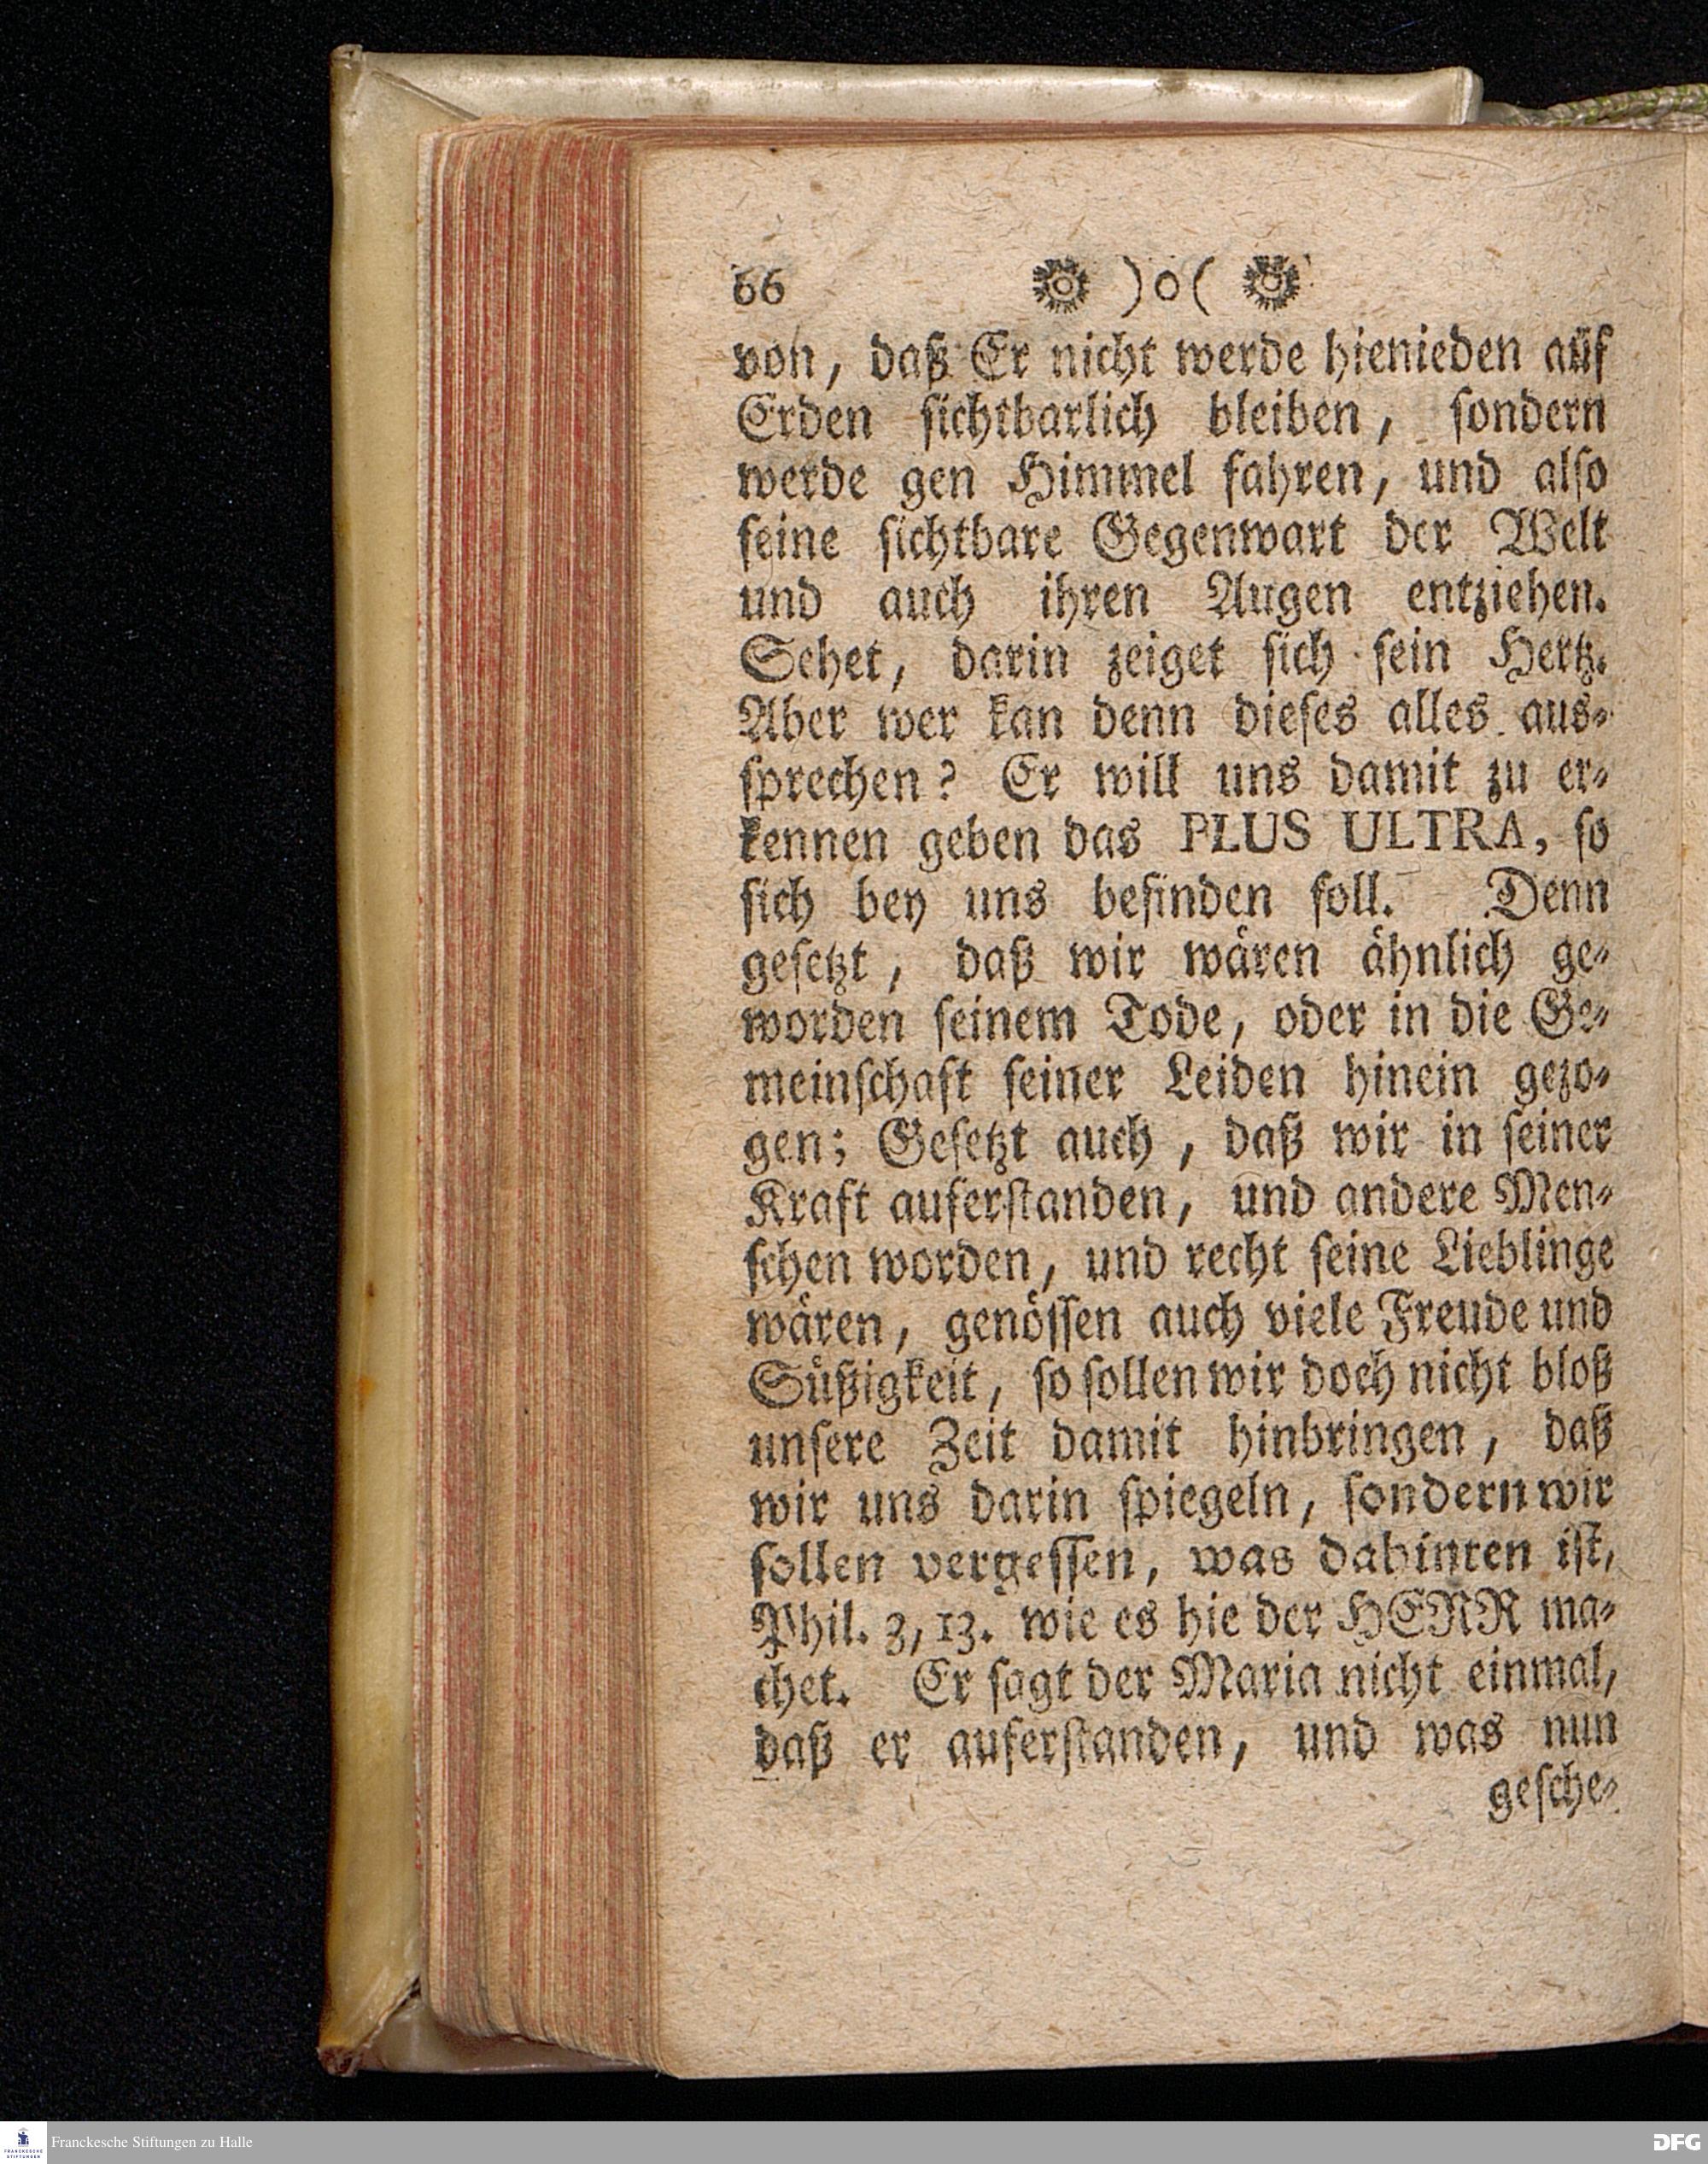 66 )o(
von, daß Er nicht werde hienieden auf
Erden sichtbarlich bleiben, sondern
werde gen Himmel fahren, und also
seine sichtbare Gegenwart der Welt
und auch ihren Augen entziehen.
Sehet, darin zeiget sich sein Hertz.
Aber wer kan denn dieses alles aus-
sprechen? Er will uns damit zu er-
kennen geben das PLUS ULTRA, so
sich bey uns befinden soll. Denn
gesetzt, daß wir wären ähnlich ge-
worden seinem Tode, oder in die Ge-
meinschaft seiner Leiden hinein gezo-
gen; Gesetzt auch, daß wir in seiner
Kraft auferstanden, und andere Men-
schen worden, und recht seine Lieblinge
wären, genössen auch viele Freude und
Süßigkeit, so sollen wir doch nicht bloß
unsere Zeit damit hinbringen, daß
wir uns darin spiegeln, sondern wir
sollen vergessen, was dahinten ist,
Phil. 3, 13. wie es hie der HERR ma-
chet. Er sagt der Maria nicht einmal,
daß er auferstanden, und was nun
gesche-
FRANCKESCHE
STIFTUNGEN
Franckesche Stiftungen zu Halle
DFG